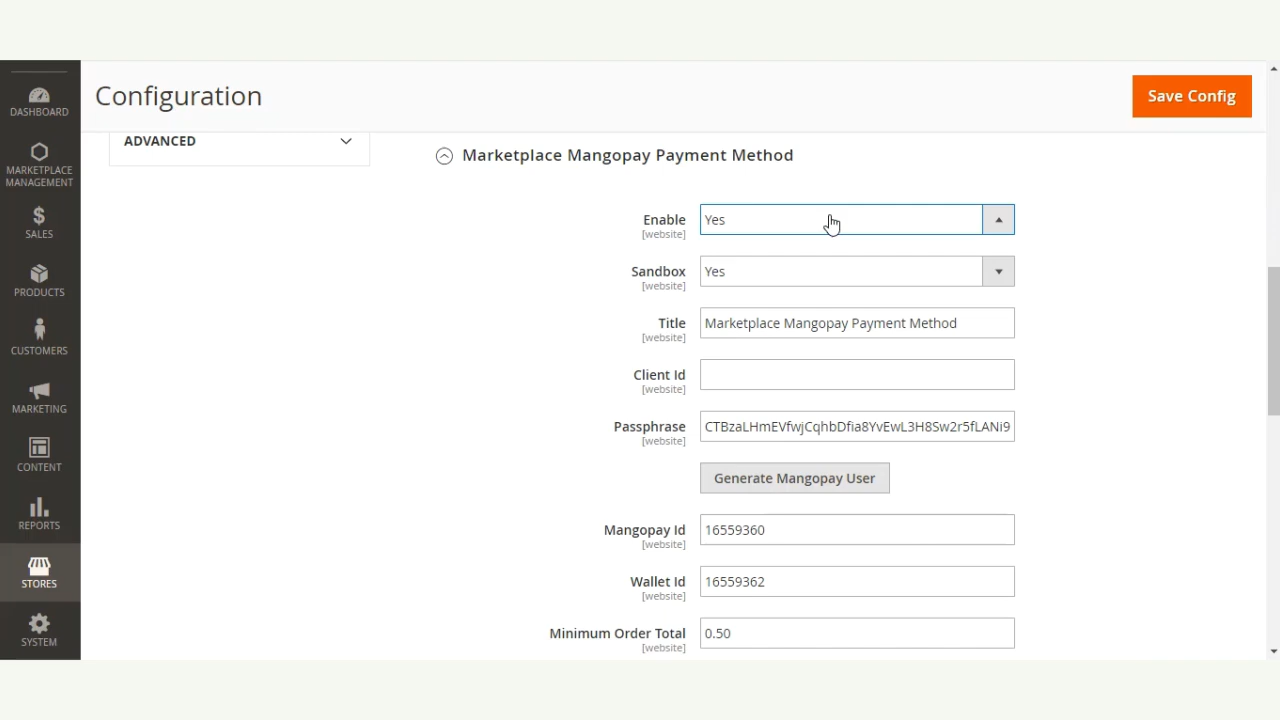 Configuration
Save Config
DASHBOARD
MARKETPLACE
MANAGEMENT
SALES
PRODUCTS
CUSTOMERS
MARKETING
CONTENT
REPORTS
STORES
SYSTEM
ADVANCED
Marketplace Mangopay Payment Method
Enable
[website]
Yes
Sandbox
[website]
Yes
Title
[website]
Marketplace Mangopay Payment Method
Client Id
[website]
Passphrase
[website]
CTBzaLHmEVfwjCqhbDfia8YvEwL3H8Sw2r5fLANi9
Generate Mangopay User
Mangopay Id
[website]
16559360
Wallet Id
[website]
16559362
Minimum Order Total
[website]
0.50